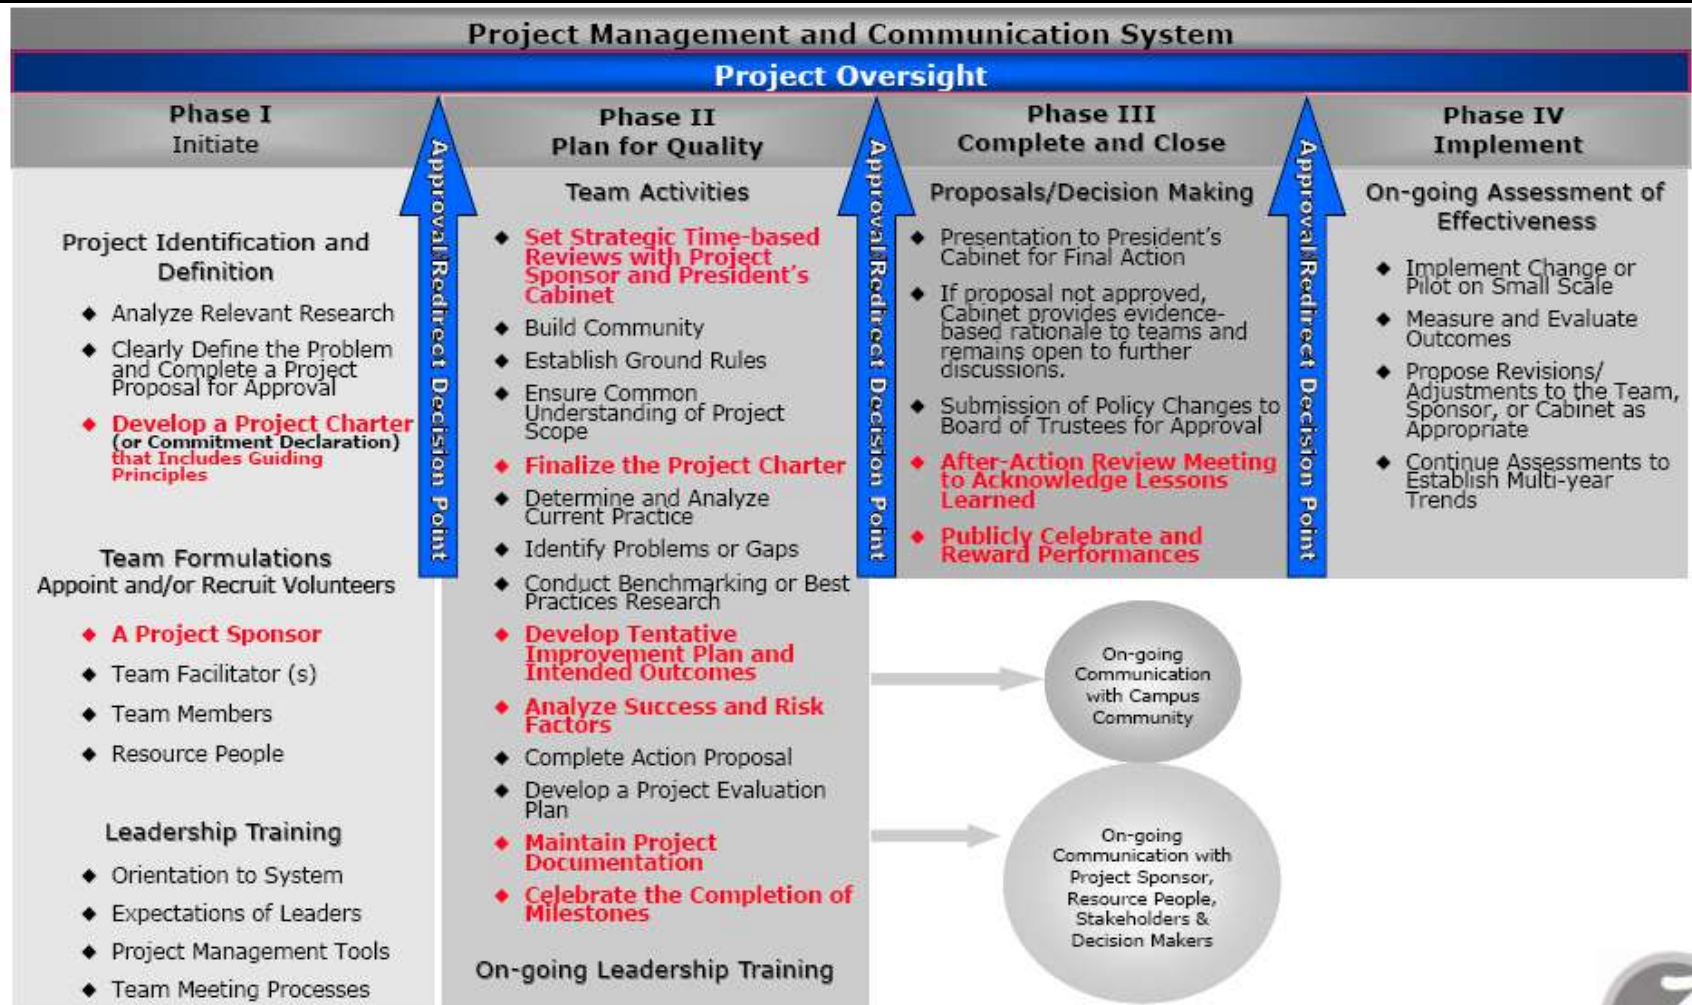 Project Management and Communication System
Project Oversight
Phase I
Initiate
Project Identification and
Definition
Analyze Relevant Research
Clearly Define the Problem
and Complete a Project
Proposal for Approval
Develop a Project Charter
(or Commitment Declaration)
that Includes Guiding
Principles
Team Formulations
Appoint and/or Recruit Volunteers
A Project Sponsor
Team Facilitator (s)
Team Members
Resource People
Leadership Training
Orientation to System
Expectations of Leaders
Project Management Tools
Team Meeting Processes
Approval/Redirect Decision Point
Phase II
Plan for Quality
Team Activities
Set Strategic Time-based
Reviews with Project
Sponsor and President's
Cabinet
Build Community
Establish Ground Rules
Ensure Common
Understanding of Project
Scope
Finalize the Project Charter
Determine and Analyze
Current Practice
Identify Problems or Gaps
Conduct Benchmarking or Best
Practices Research
Develop Tentative
Improvement Plan and
Intended Outcomes
Analyze Success and Risk
Factors
Complete Action Proposal
Develop a Project Evaluation
Plan
Maintain Project
Documentation
Celebrate the Completion of
Milestones
On-going Leadership Training
Approval/Redirect Decision Point
Phase III
Complete and Close
Proposals/Decision Making
Presentation to President's
Cabinet for Final Action
If proposal not approved,
Cabinet provides evidence-
based rationale to teams and
remains open to further
discussions.
Submission of Policy Changes to
Board of Trustees for Approval
After-Action Review Meeting
to Acknowledge Lessons
Learned
Publicly Celebrate and
Reward Performances
On-going
Communication
with Campus
Community
On-going
Communication with
Project Sponsor,
Resource People,
Stakeholders &
Decision Makers
Approval/Redirect Decision Point
Phase IV
Implement
On-going Assessment of
Effectiveness
Implement Change or
Pilot on Small Scale
Measure and Evaluate
Outcomes
Propose Revisions/
Adjustments to the Team,
Sponsor, or Cabinet as
Appropriate
Continue Assessments to
Establish Multi-year
Trends